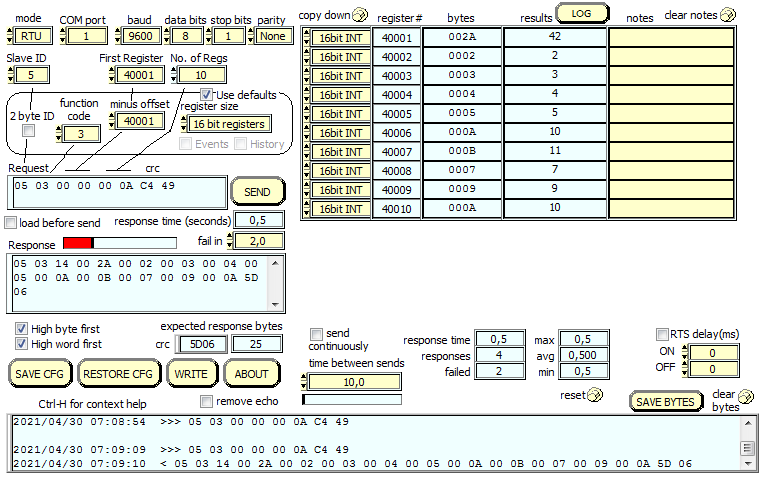 mode COM port baud data bits stop bits parity
RTU 1 9600 8 1 None
Slave ID First Register No. of Regs
5 40001 10
Use defaults
2 byte ID function code minus offset register size
3 40001 16 bit registers
Events History
Request crc
05 03 00 00 00 0A C4 49
SEND
load before send response time (seconds) 0,5
Response fail in 2,0
05 03 14 00 2A 00 02 00 03 00 04 00
05 00 0A 00 0B 00 07 00 09 00 0A 5D
06
High byte first expected response bytes
High word first crc 5D06 25
SAVE CFG RESTORE CFG WRITE ABOUT
Ctrl-H for context help remove echo
copy down register# bytes results LOG notes clear notes
16bit INT 40001 002A 42
16bit INT 40002 0002 2
16bit INT 40003 0003 3
16bit INT 40004 0004 4
16bit INT 40005 0005 5
16bit INT 40006 000A 10
16bit INT 40007 000B 11
16bit INT 40008 0007 7
16bit INT 40009 0009 9
16bit INT 40010 000A 10
send continuously
time between sends
10,0
response time 0,5 max 0,5
responses 4 avg 0,500
failed 2 min 0,5
reset
RTS delay(ms)
ON 0
OFF 0
SAVE BYTES clear bytes
2021/04/30 07:08:54 >>> 05 03 00 00 00 0A C4 49
2021/04/30 07:09:09 >>> 05 03 00 00 00 0A C4 49
2021/04/30 07:09:10 < 05 03 14 00 2A 00 02 00 03 00 04 00 05 00 0A 00 0B 00 07 00 09 00 0A 5D 06